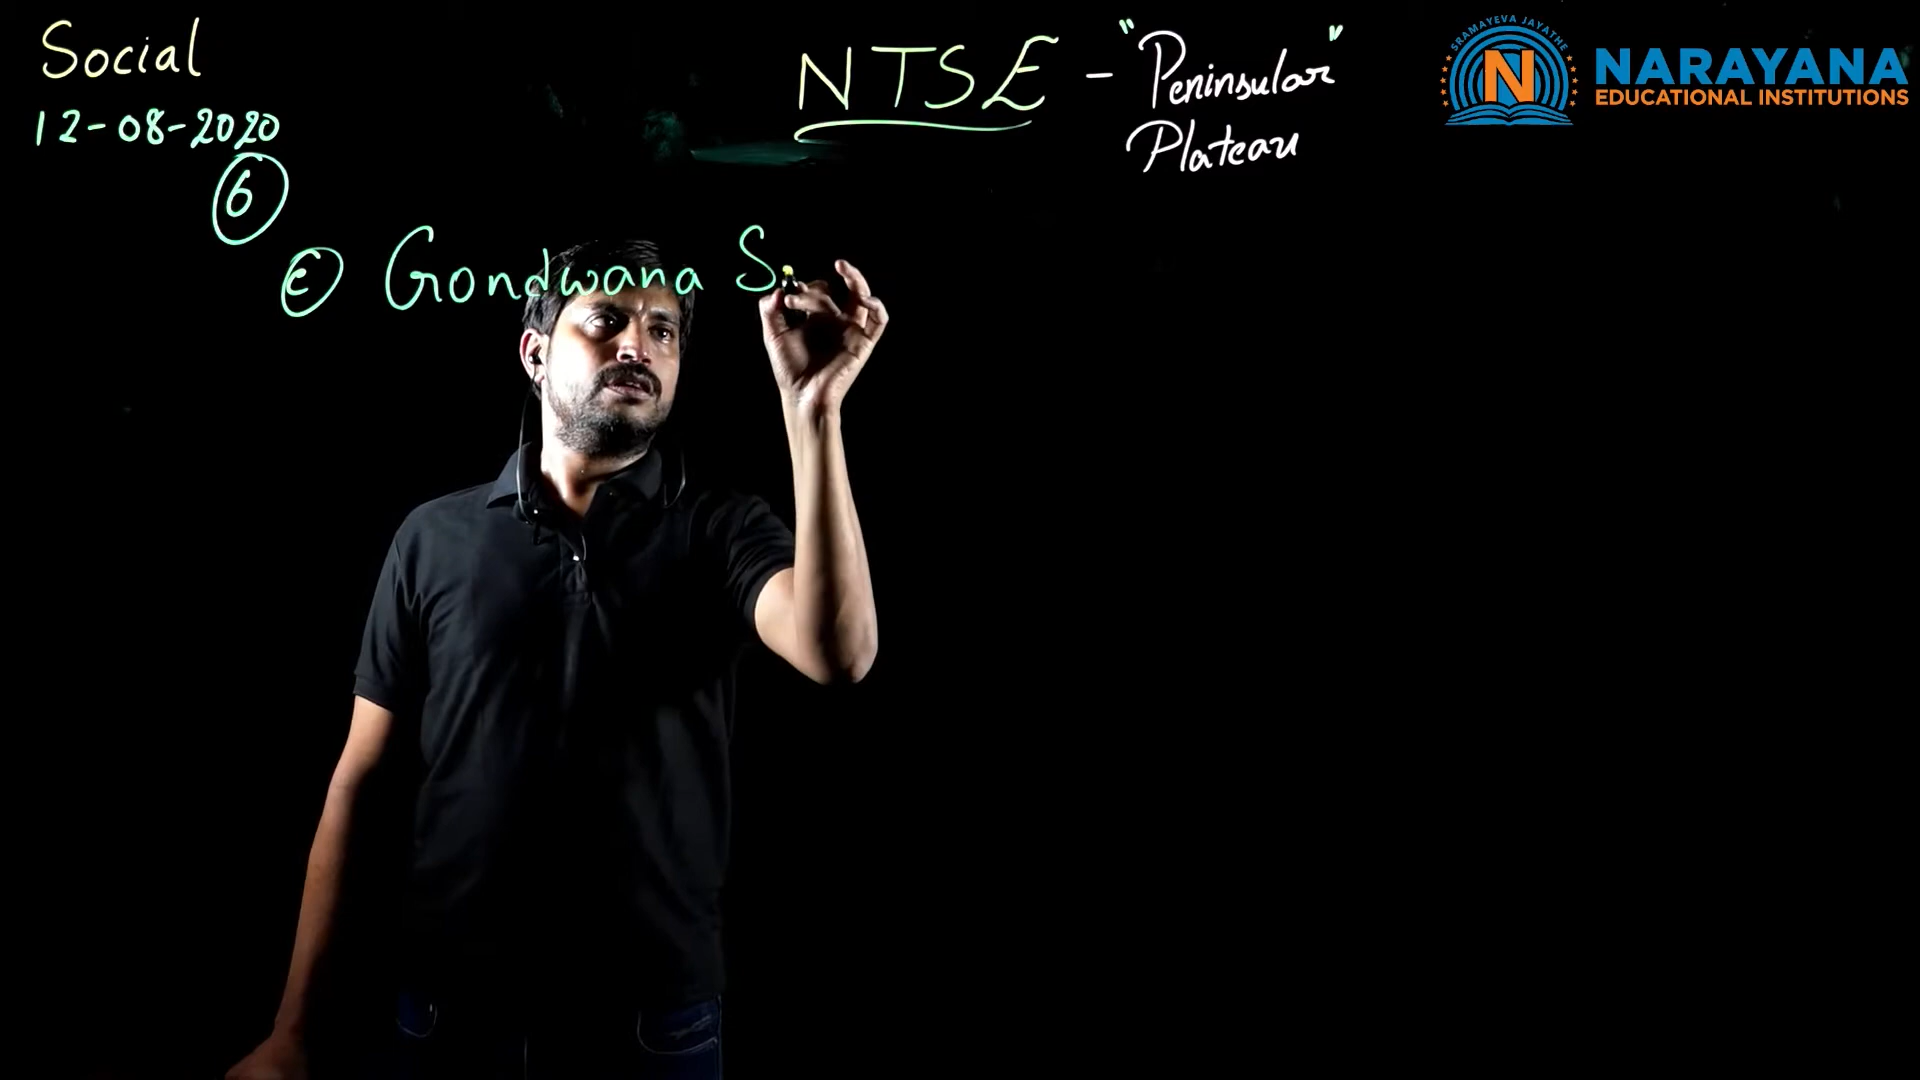 Social
12-08-2020
6
NTSE - "Peninsular"
Plateau
C Gondwana S
SRAMAYEVA JAYATHE
N
NARAYANA
EDUCATIONAL INSTITUTIONS